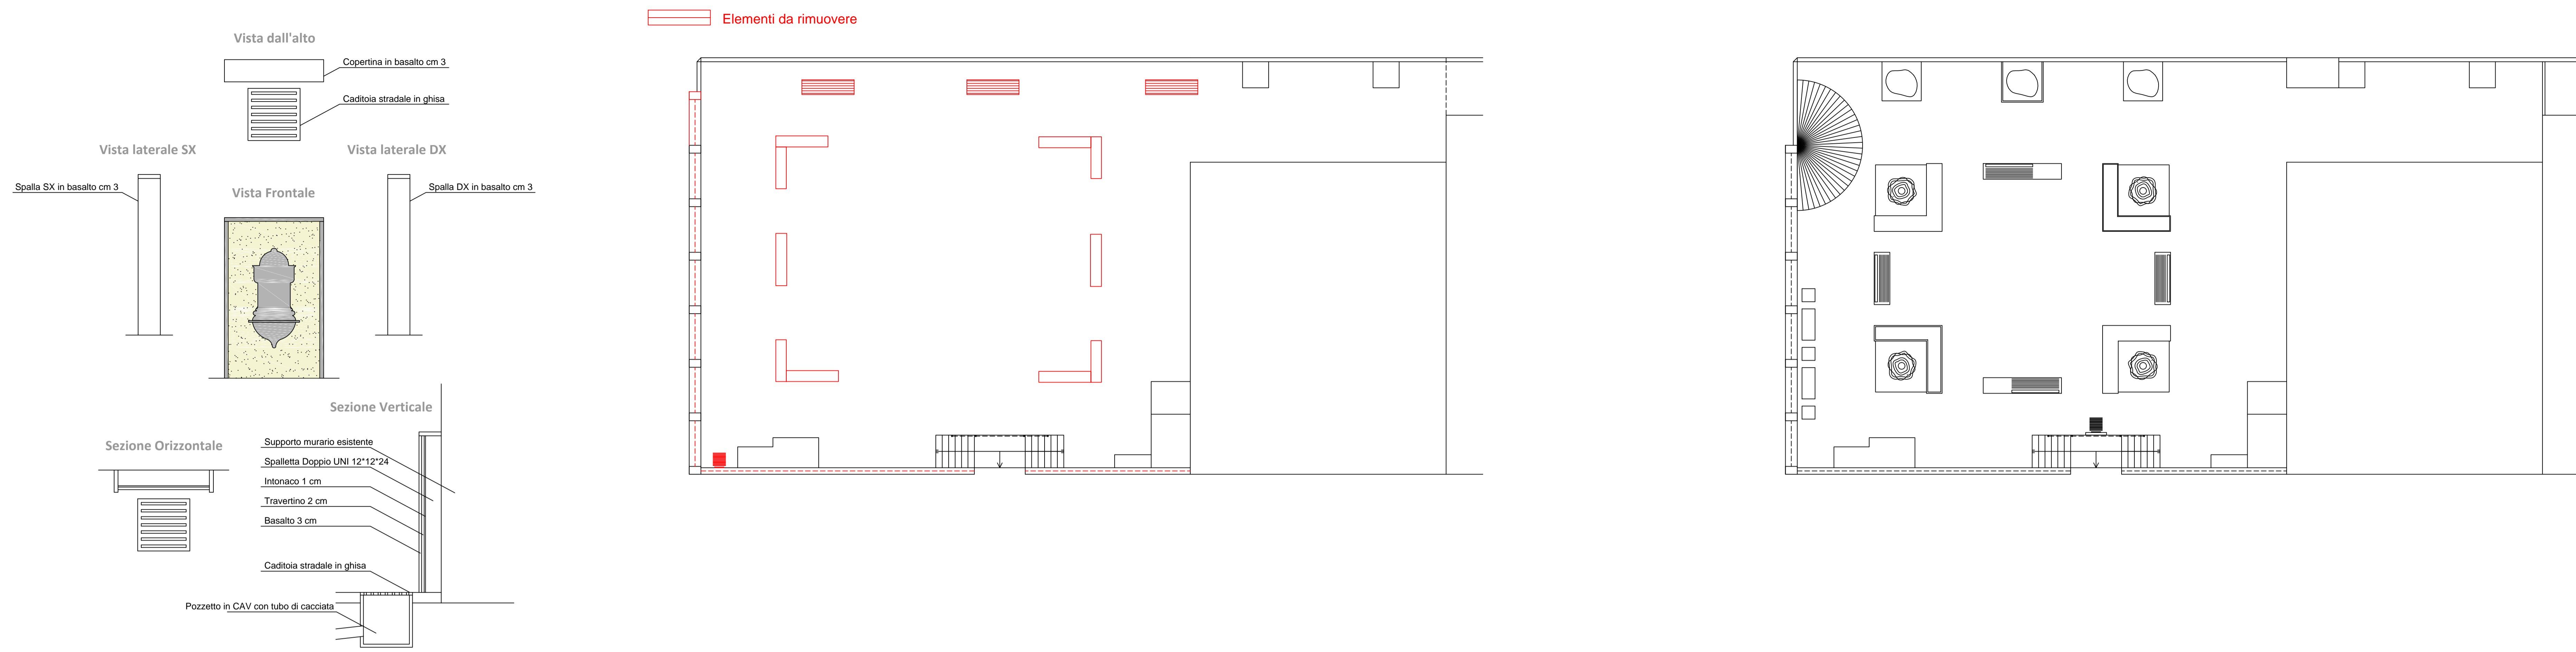 Elementi da rimuovere
Vista dall'alto
Copertina in basalto cm 3
Caditoia stradale in ghisa
Vista laterale SX
Vista laterale DX
Spalla SX in basalto cm 3
Vista Frontale
Spalla DX in basalto cm 3
Sezione Verticale
Sezione Orizzontale
Supporto murario esistente
Spalletta Doppio UNI 12*12*24
Intonaco 1 cm
Travertino 2 cm
Basalto 3 cm
Caditoia stradale in ghisa
Pozzetto in CAV con tubo di cacciata